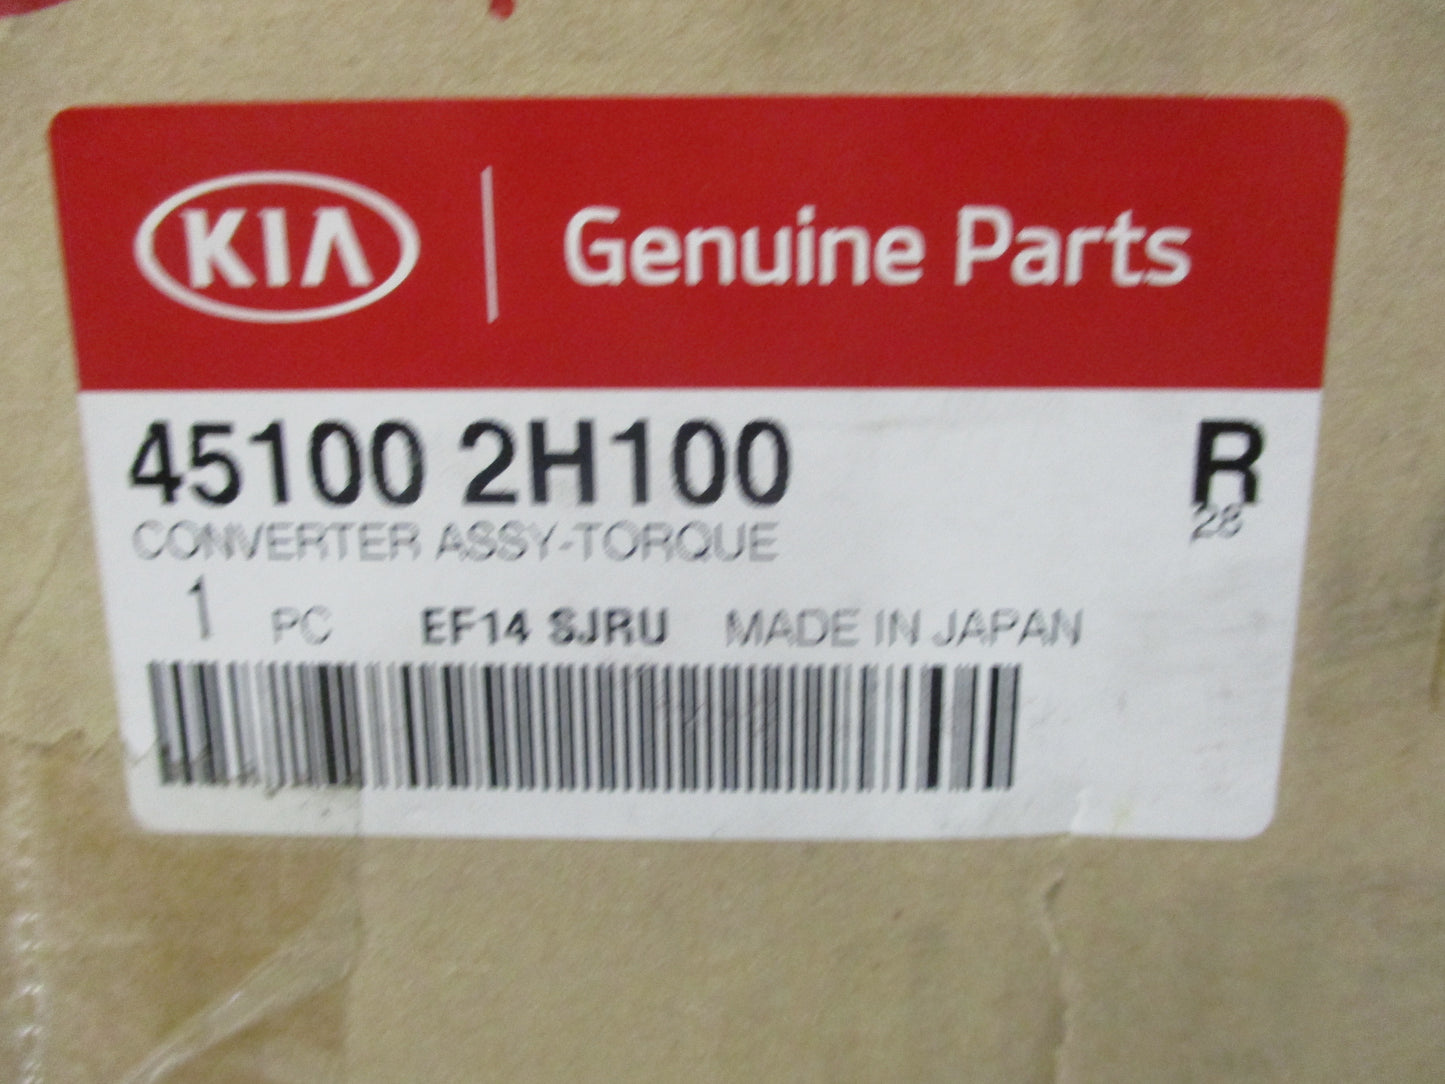 KIA Genuine Parts
45100 2H100 R
28
CONVERTER ASSY-TORQUE
1 PC EF14 SJRU MADE IN JAPAN